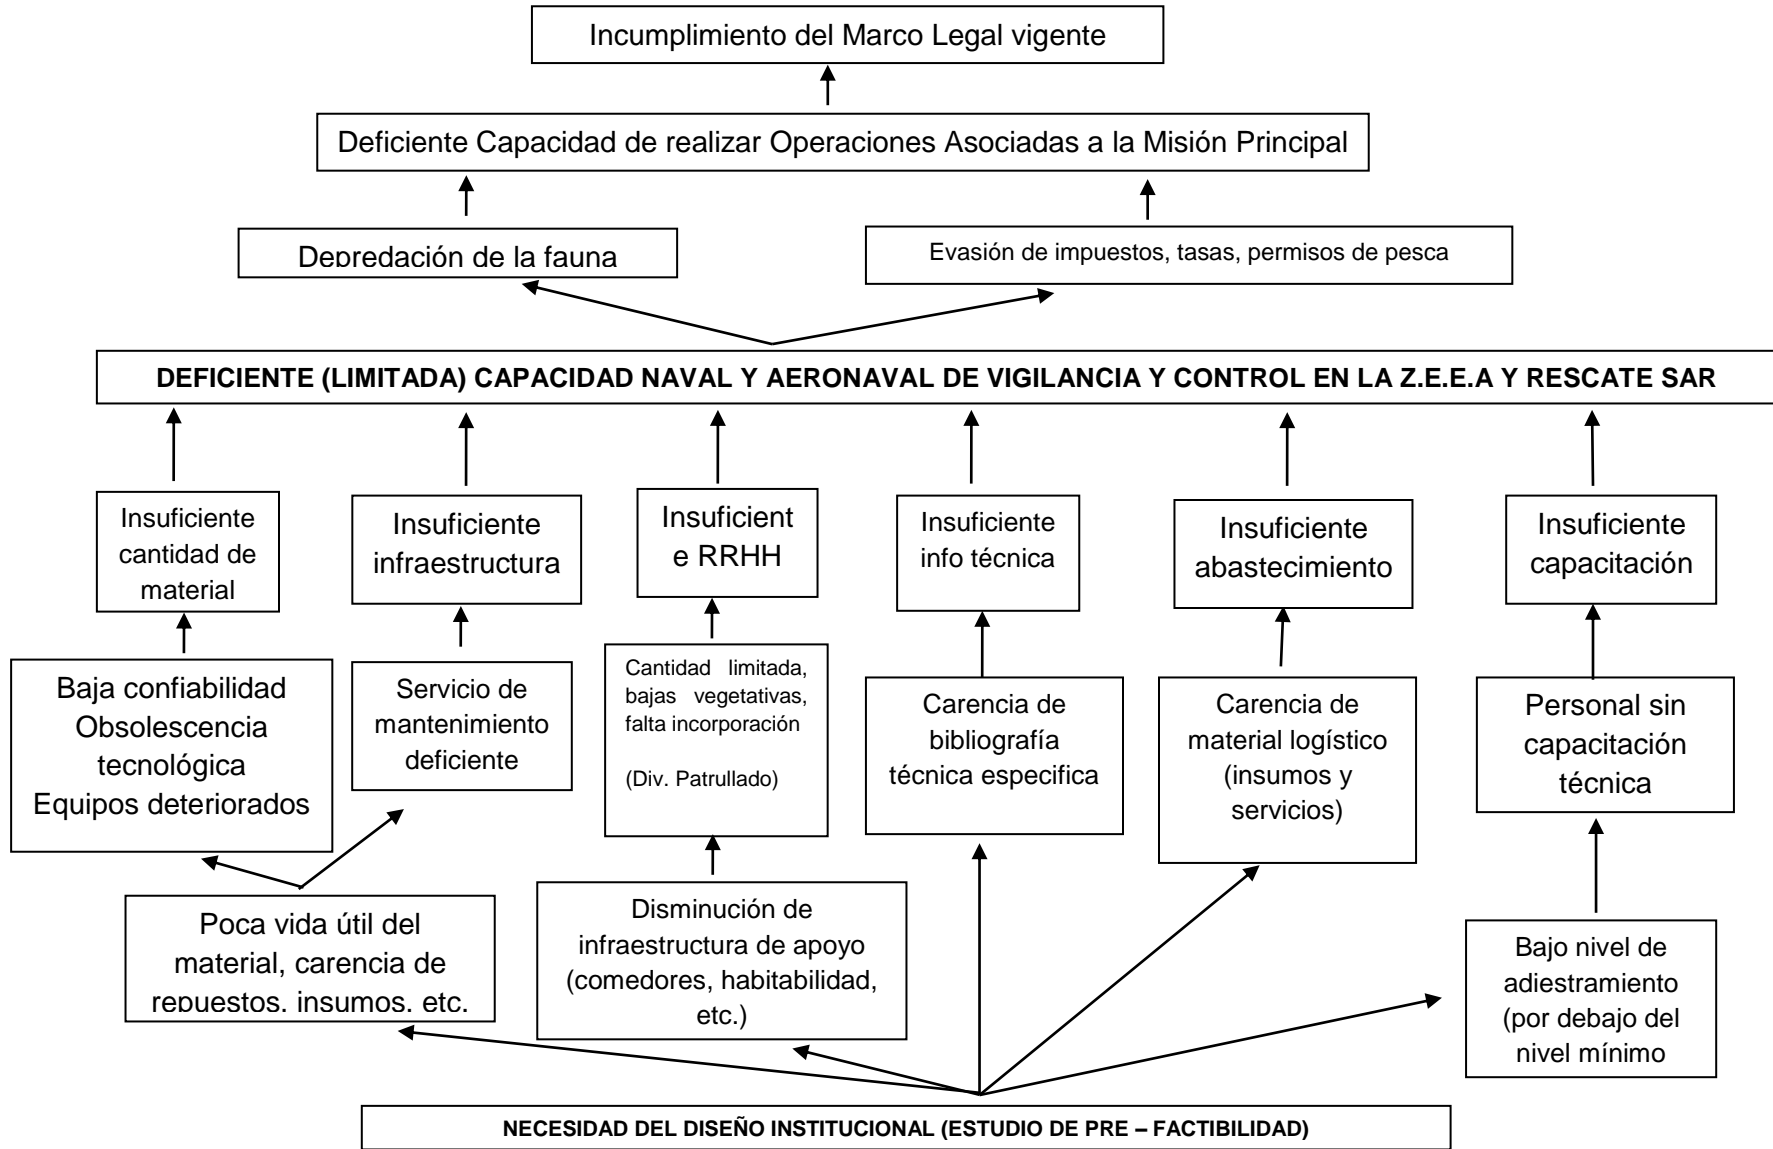 Incumplimiento del Marco Legal vigente
Deficiente Capacidad de realizar Operaciones Asociadas a la Misión Principal
Depredación de la fauna
Evasión de impuestos, tasas, permisos de pesca
DEFICIENTE (LIMITADA) CAPACIDAD NAVAL Y AERONAVAL DE VIGILANCIA Y CONTROL EN LA Z.E.E.A Y RESCATE SAR
Insuficiente
cantidad de
material
Insuficiente
infraestructura
Insuficient
e RRHH
Insuficiente
info técnica
Insuficiente
abastecimiento
Insuficiente
capacitación
Baja confiabilidad
Obsolescencia
tecnológica
Equipos deteriorados
Servicio de
mantenimiento
deficiente
Cantidad limitada,
bajas vegetativas,
falta incorporación
(Div. Patrullado)
Carencia de
bibliografía
técnica especifica
Carencia de
material logístico
(insumos y
servicios)
Personal sin
capacitación
técnica
Poca vida útil del
material, carencia de
repuestos, insumos, etc.
Disminución de
infraestructura de apoyo
(comedores, habitabilidad,
etc.)
Bajo nivel de
adiestramiento
(por debajo del
nivel mínimo
NECESIDAD DEL DISEÑO INSTITUCIONAL (ESTUDIO DE PRE – FACTIBILIDAD)